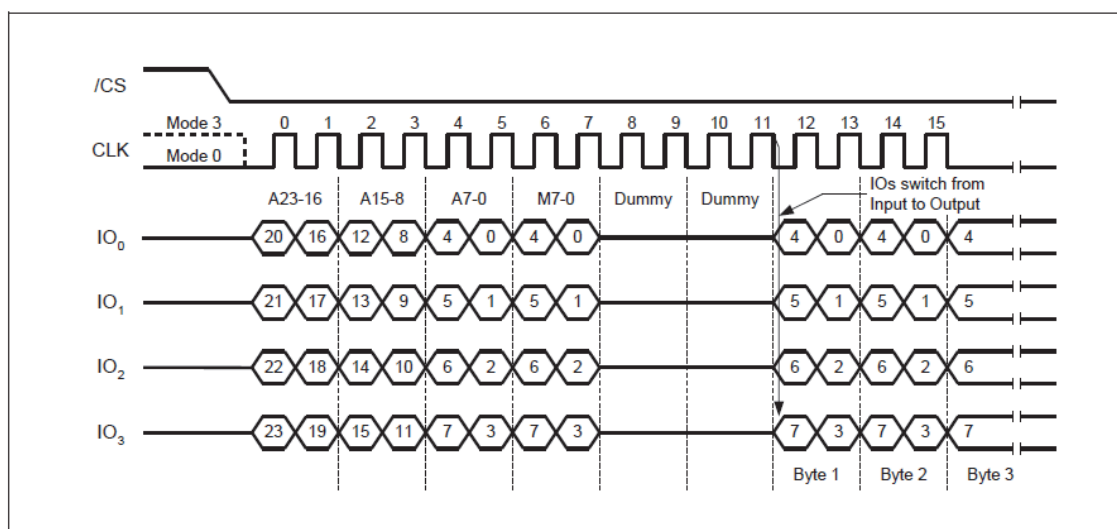 /CS
Mode 3 0 1 2 3 4 5 6 7 8 9 10 11 12 13 14 15
CLK
Mode 0
IOs switch from
Input to Output
A23-16 A15-8 A7-0 M7-0 Dummy Dummy
IO0 20 16 12 8 4 0 4 0 4 0 4 0 4
IO1 21 17 13 9 5 1 5 1 5 1 5 1 5
IO2 22 18 14 10 6 2 6 2 6 2 6 2 6
IO3 23 19 15 11 7 3 7 3 7 3 7 3 7
Byte 1 Byte 2 Byte 3